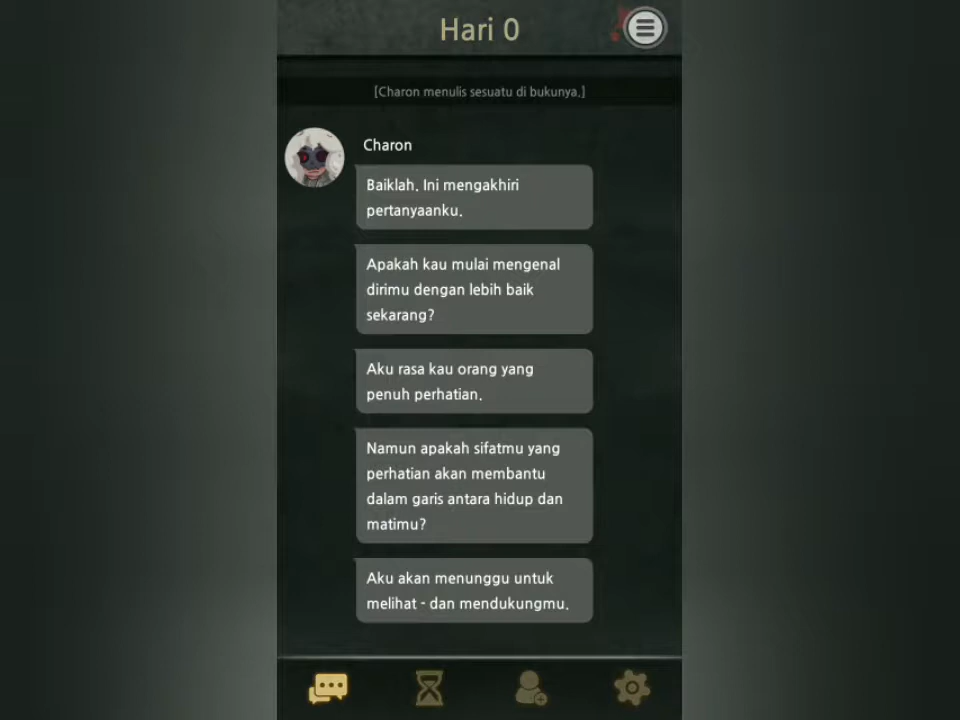 Hari 0
[Charon menulis sesuatu di bukunya.]
Charon
Baiklah. Ini mengakhiri
pertanyaanku.
Apakah kau mulai mengenal
dirimu dengan lebih baik
sekarang?
Aku rasa kau orang yang
penuh perhatian.
Namun apakah sifatmu yang
perhatian akan membantu
dalam garis antara hidup dan
matimu?
Aku akan menunggu untuk
melihat - dan mendukungmu.